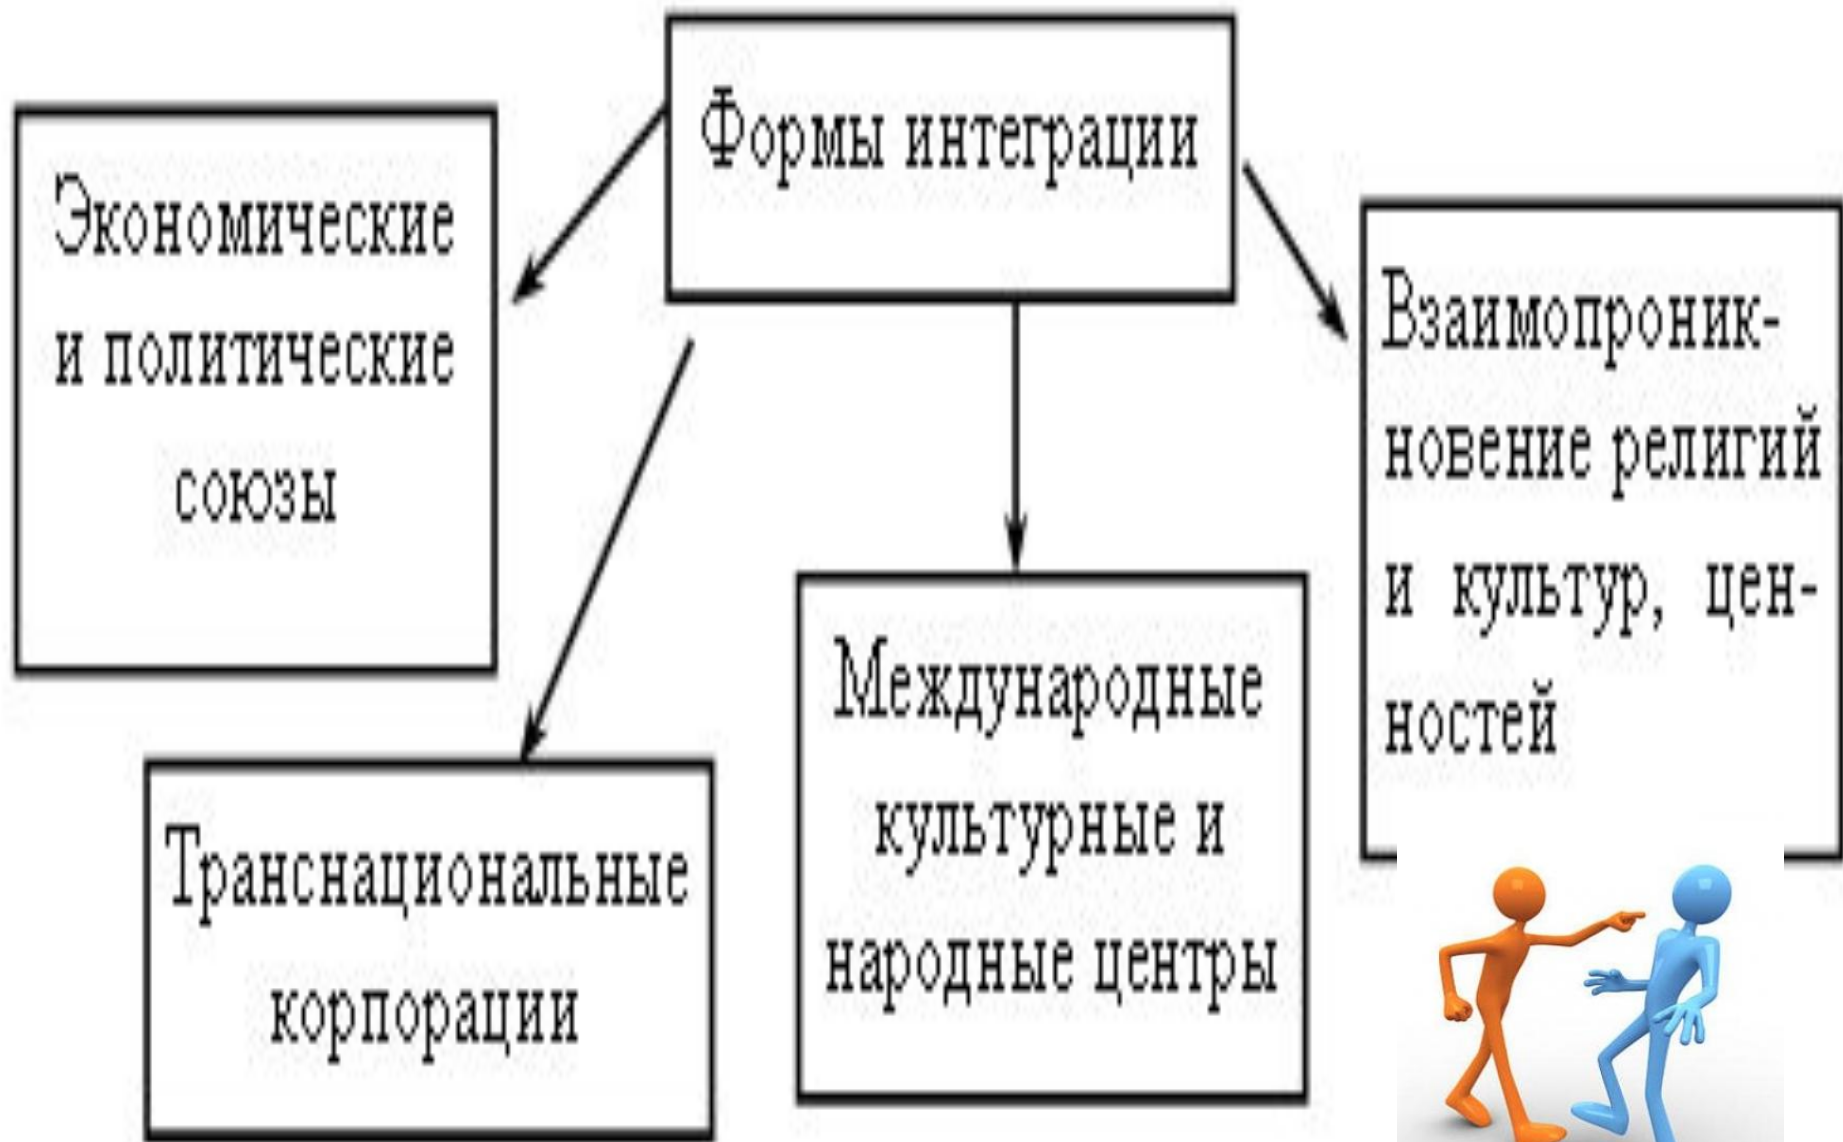 Формы интеграции
Экономические
и политические
союзы
Транснациональные
корпорации
Международные
культурные и
народные центры
Взаимопроник-
новение религий
и культур, цен-
ностей